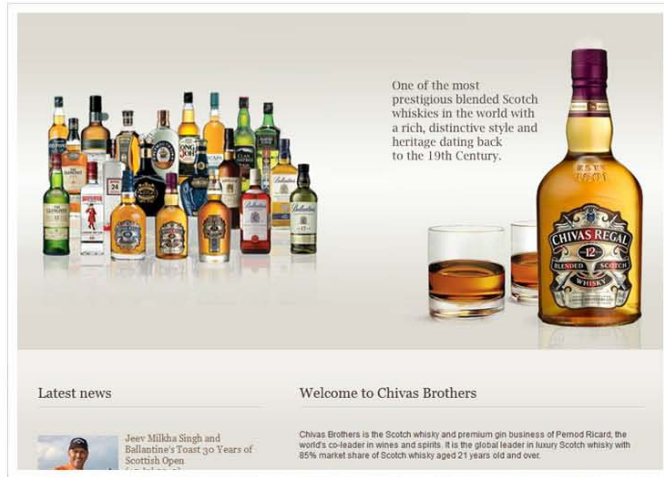 One of the most
prestigious blended Scotch
whiskies in the world with
a rich, distinctive style and
heritage dating back
to the 19th Century.
EST
1801
CHIVAS REGAL
12
BLENDED SCOTCH
WHISKY
Latest news
Welcome to Chivas Brothers
Jeev Milkha Singh and
Ballantine's Toast 30 Years of
Scottish Open
Chivas Brothers is the Scotch whisky and premium gin business of Pernod Ricard, the
world's co-leader in wines and spirits. It is the global leader in luxury Scotch whisky with
85% market share of Scotch whisky aged 21 years old and over.